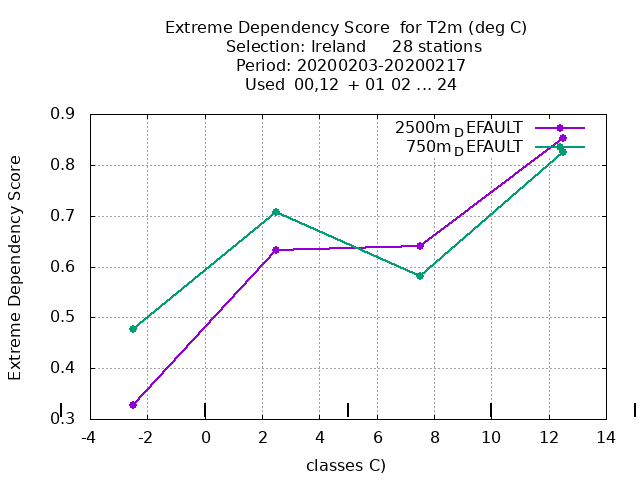 Extreme Dependency Score for T2m (deg C)
Selection: Ireland 28 stations
Period: 20200203-20200217
Used 00,12 + 01 02 ... 24
2500m_DEFAULT
750m_DEFAULT
Extreme Dependency Score
0.9
0.8
0.7
0.6
0.5
0.4
0.3
-4 -2 0 2 4 6 8 10 12 14
classes C)